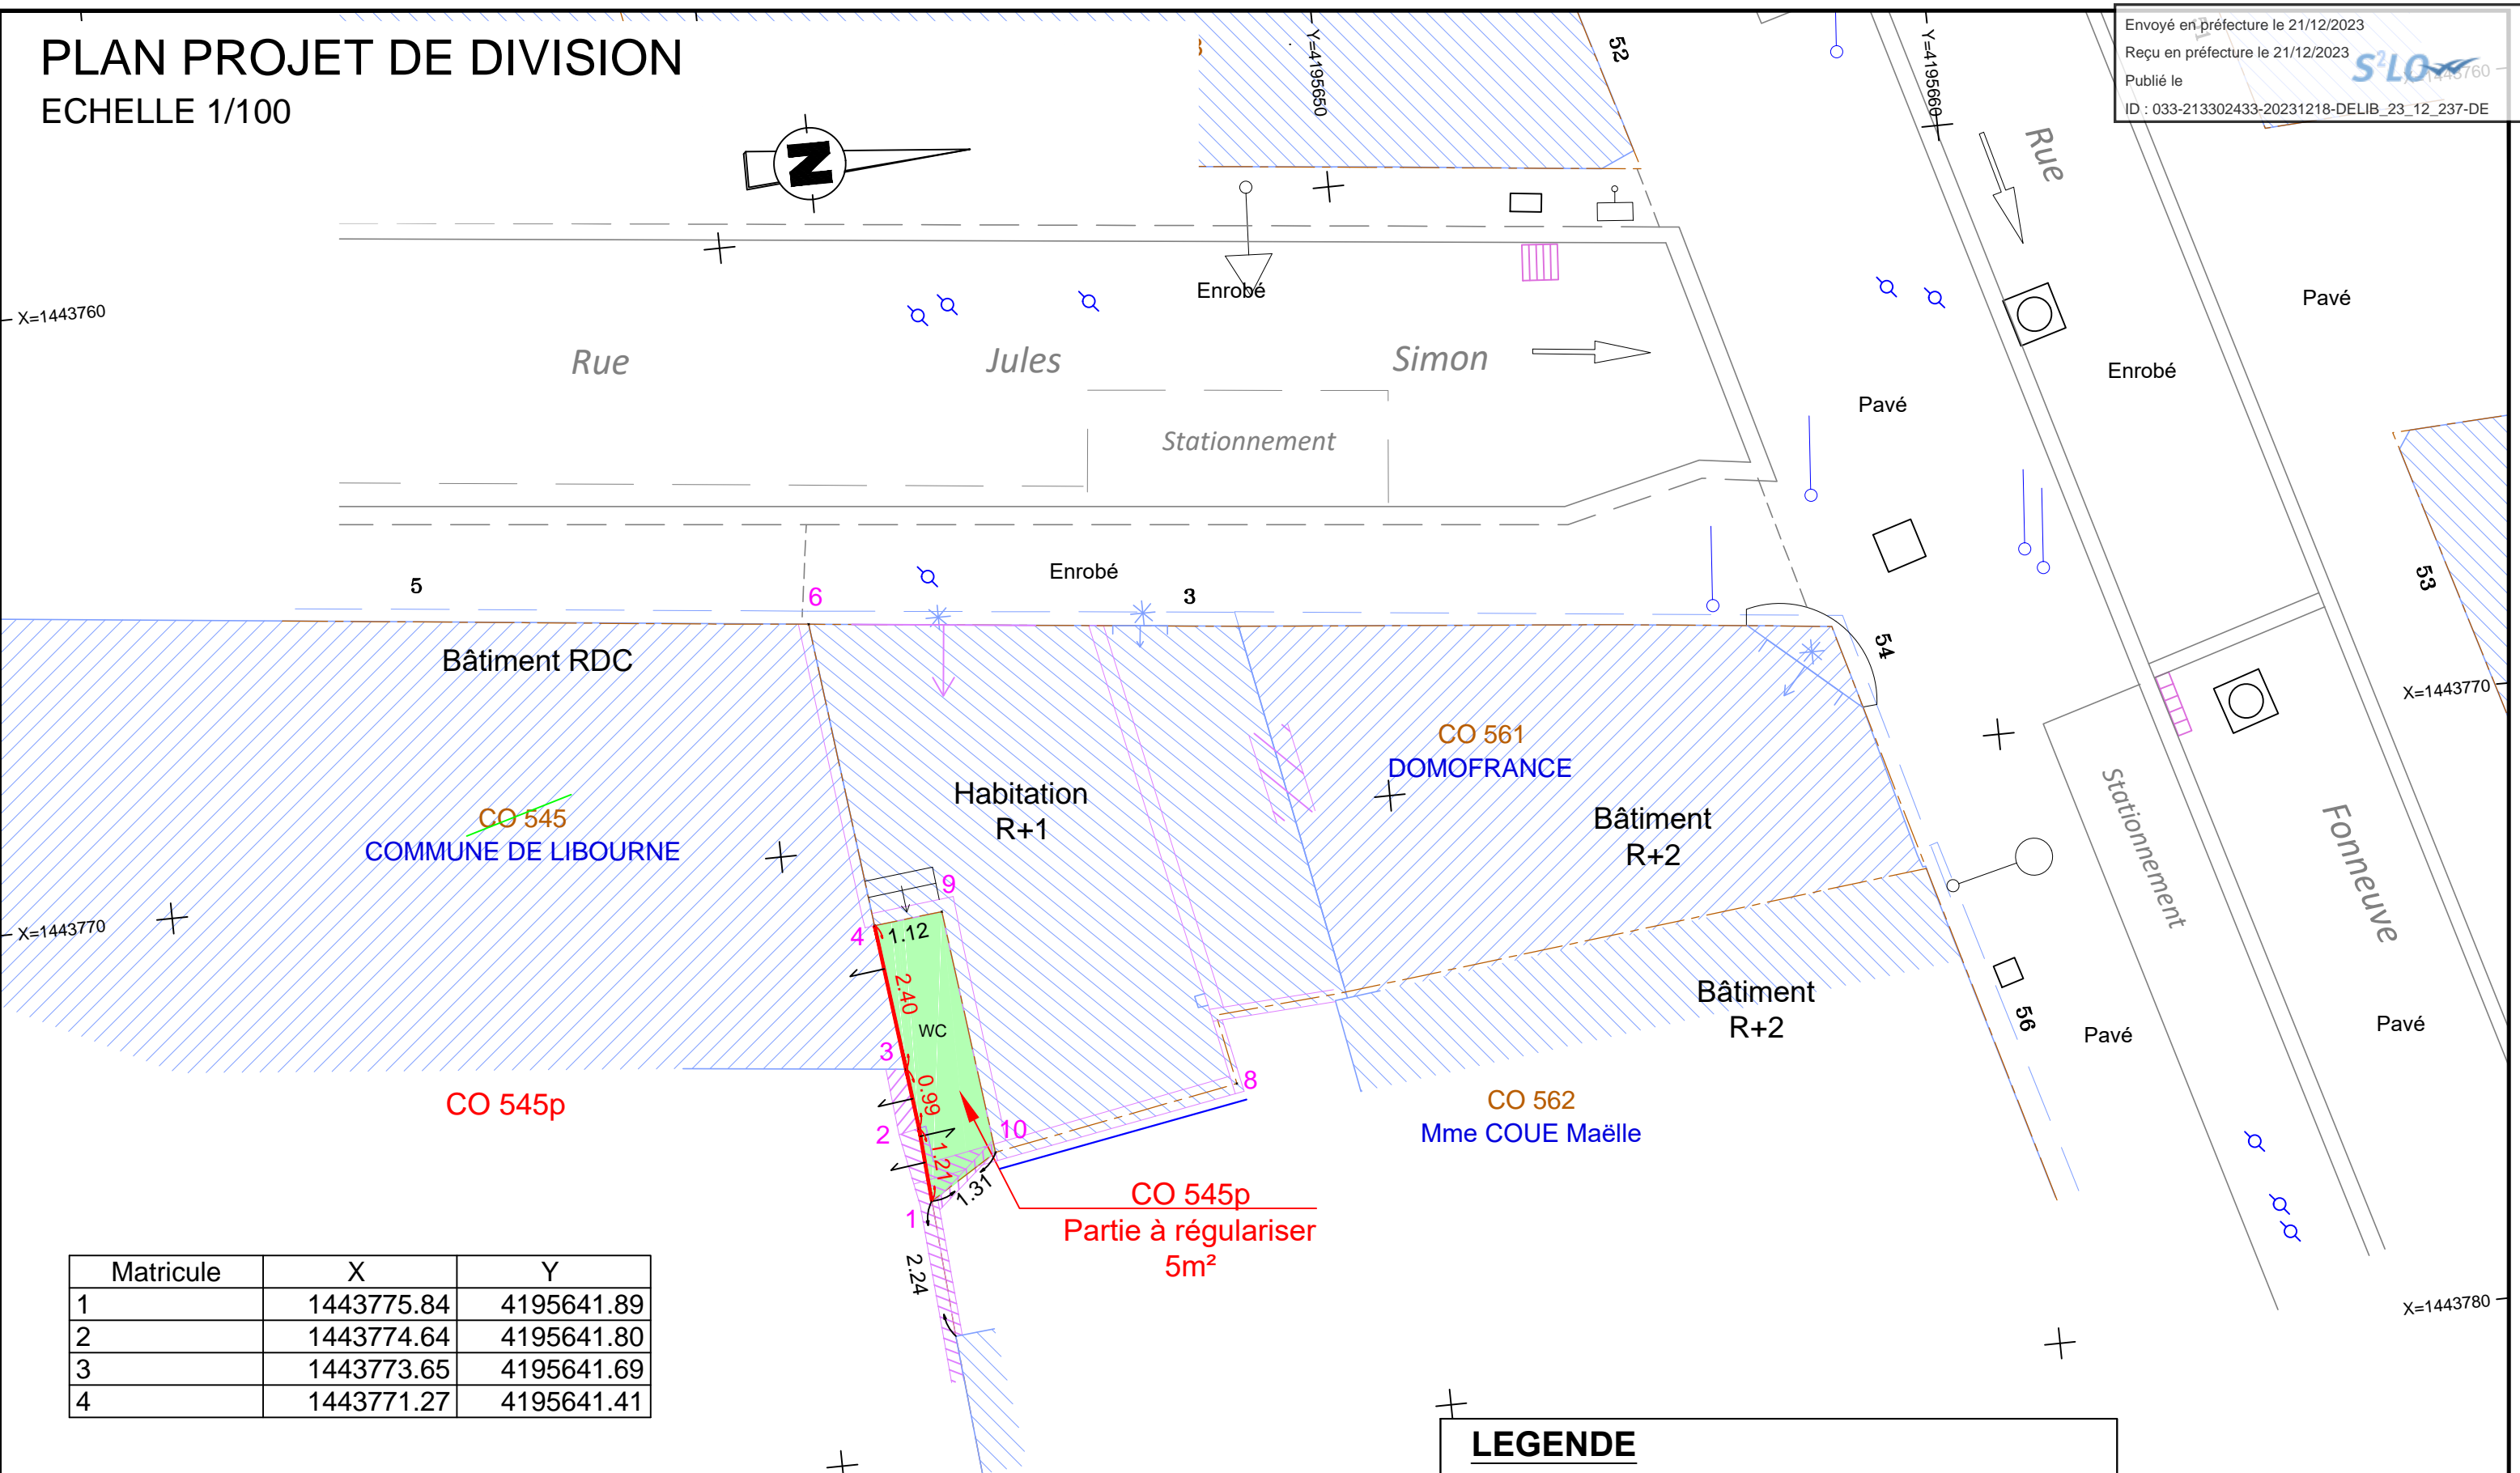 PLAN PROJET DE DIVISION
ECHELLE 1/100
Envoyé en préfecture le 21/12/2023
Reçu en préfecture le 21/12/2023
Publié le
S²LO
ID : 033-213302433-20231218-DELIB_23_12_237-DE
Y=4195650
52
Y=4195660
Rue
N
X=1443760
Enrobé
Pavé
Rue Jules Simon
Enrobé
Pavé
Stationnement
5
6
Enrobé
3
54
53
Bâtiment RDC
X=1443770
CO 561
DOMOFRANCE
Habitation
R+1
CO 545
COMMUNE DE LIBOURNE
Bâtiment
R+2
Stationnement
Fonneuve
9
4
1.12
X=1443770
2.40
WC
Bâtiment
R+2
56
Pavé
Pavé
3
0.99
8
CO 545p
2
10
CO 562
Mme COUE Maëlle
1.21
1.31
1
CO 545p
Partie à régulariser
5m²
2.24
X=1443780
Matricule X Y
1 1443775.84 4195641.89
2 1443774.64 4195641.80
3 1443773.65 4195641.69
4 1443771.27 4195641.41
LEGENDE